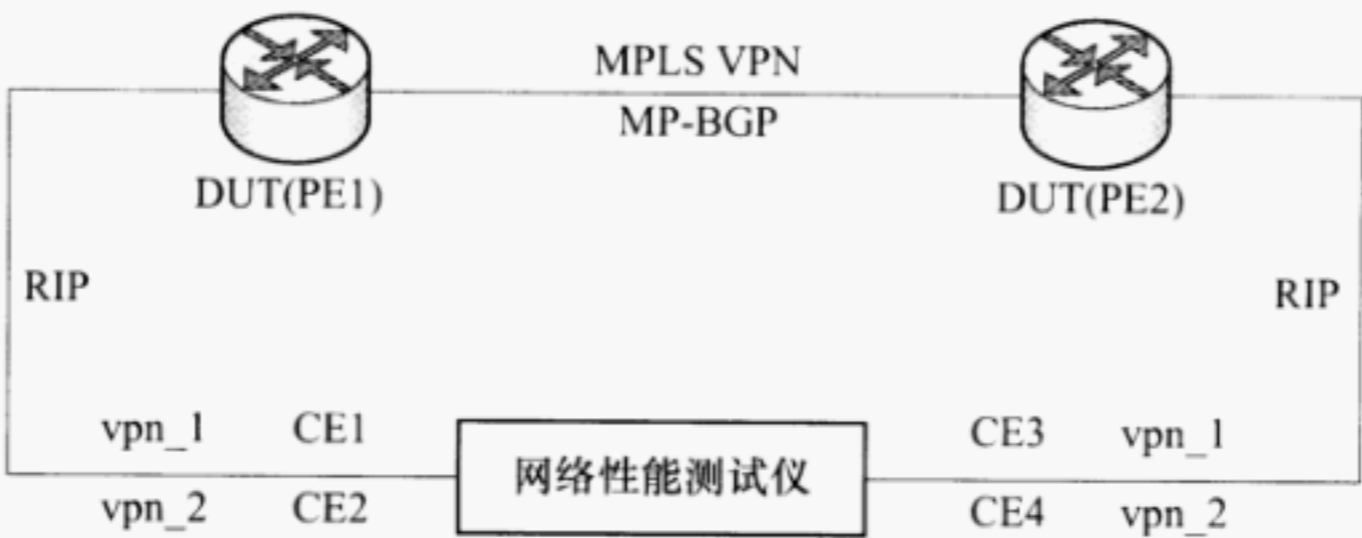 MPLS VPN
MP-BGP
DUT(PE1)
DUT(PE2)
RIP
RIP
vpn_1 CE1
CE3 vpn_1
网络性能测试仪
vpn_2 CE2
CE4 vpn_2